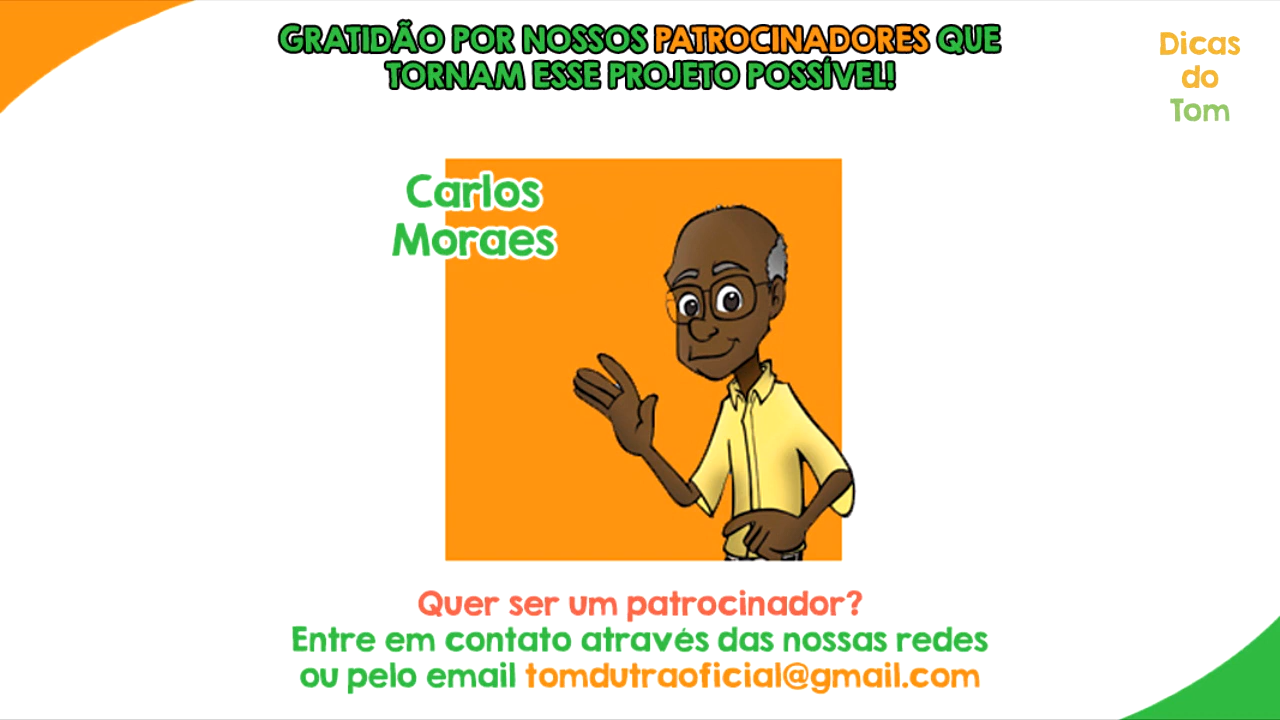 GRATIDÃO POR NOSSOS PATROCINADORES QUE
TORNAM ESSE PROJETO POSSÍVEL!
Dicas
do
Tom
Carlos
Moraes
Quer ser um patrocinador?
Entre em contato através das nossas redes
ou pelo email tomdutraoficial@gmail.com